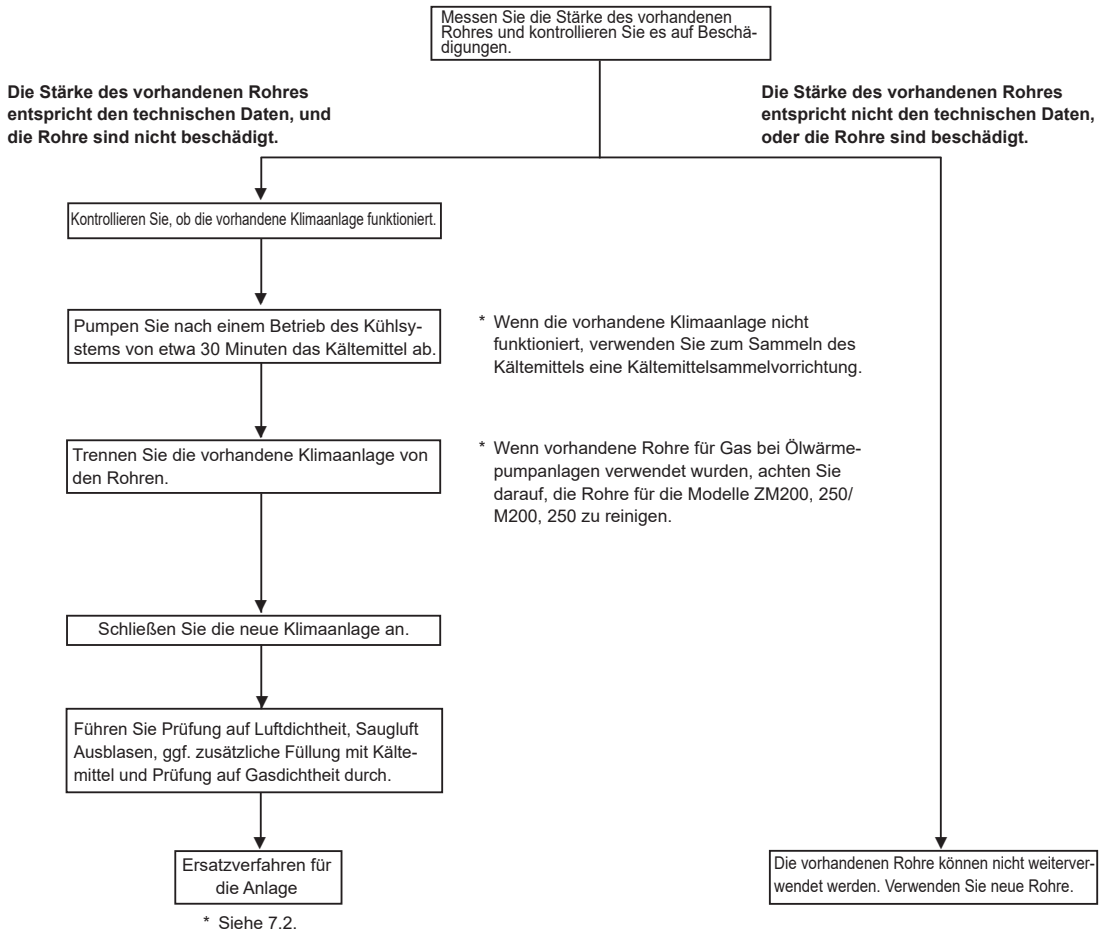 Messen Sie die Stärke des vorhandenen
Rohres und kontrollieren Sie es auf Beschä-
digungen.
Die Stärke des vorhandenen Rohres
entspricht den technischen Daten, und
die Rohre sind nicht beschädigt.
Die Stärke des vorhandenen Rohres
entspricht nicht den technischen Daten,
oder die Rohre sind beschädigt.
Kontrollieren Sie, ob die vorhandene Klimaanlage funktioniert.
Pumpen Sie nach einem Betrieb des Kühlsy-
stems von etwa 30 Minuten das Kältemittel ab.
* Wenn die vorhandene Klimaanlage nicht
funktioniert, verwenden Sie zum Sammeln des
Kältemittels eine Kältemittelsammelvorrichtung.
Trennen Sie die vorhandene Klimaanlage von
den Rohren.
* Wenn vorhandene Rohre für Gas bei Ölwärme-
pumpanlagen verwendet wurden, achten Sie
darauf, die Rohre für die Modelle ZM200, 250/
M200, 250 zu reinigen.
Schließen Sie die neue Klimaanlage an.
Führen Sie Prüfung auf Luftdichtheit, Saugluft
Ausblasen, ggf. zusätzliche Füllung mit Kälte-
mittel und Prüfung auf Gasdichtheit durch.
Ersatzverfahren für
die Anlage
* Siehe 7.2.
Die vorhandenen Rohre können nicht weiterver-
wendet werden. Verwenden Sie neue Rohre.